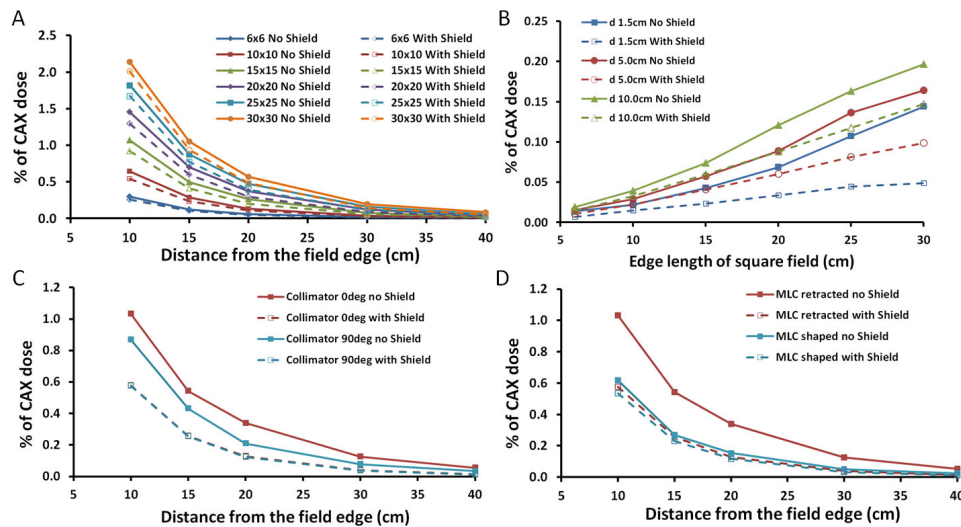 A
% of CAX dose
2.5
2.0
1.5
1.0
0.5
0.0
6x6 No Shield 6x6 With Shield
10x10 No Shield 10x10 With Shield
15x15 No Shield 15x15 With Shield
20x20 No Shield 20x20 With Shield
25x25 No Shield 25x25 With Shield
30x30 No Shield 30x30 With Shield
5 10 15 20 25 30 35 40
Distance from the field edge (cm)
B
% of CAX dose
0.25
0.20
0.15
0.10
0.05
0.00
d 1.5cm No Shield
d 1.5cm With Shield
d 5.0cm No Shield
d 5.0cm With Shield
d 10.0cm No Shield
d 10.0cm With Shield
5 10 15 20 25 30
Edge length of square field (cm)
C
% of CAX dose
1.2
1.0
0.8
0.6
0.4
0.2
0.0
Collimator 0deg no Shield
Collimator 0deg with Shield
Collimator 90deg no Shield
Collimator 90deg with Shield
5 10 15 20 25 30 35 40
Distance from the field edge (cm)
D
% of CAX dose
1.2
1.0
0.8
0.6
0.4
0.2
0.0
MLC retracted no Shield
MLC retracted with Shield
MLC shaped no Shield
MLC shaped with Shield
5 10 15 20 25 30 35 40
Distance from the field edge (cm)